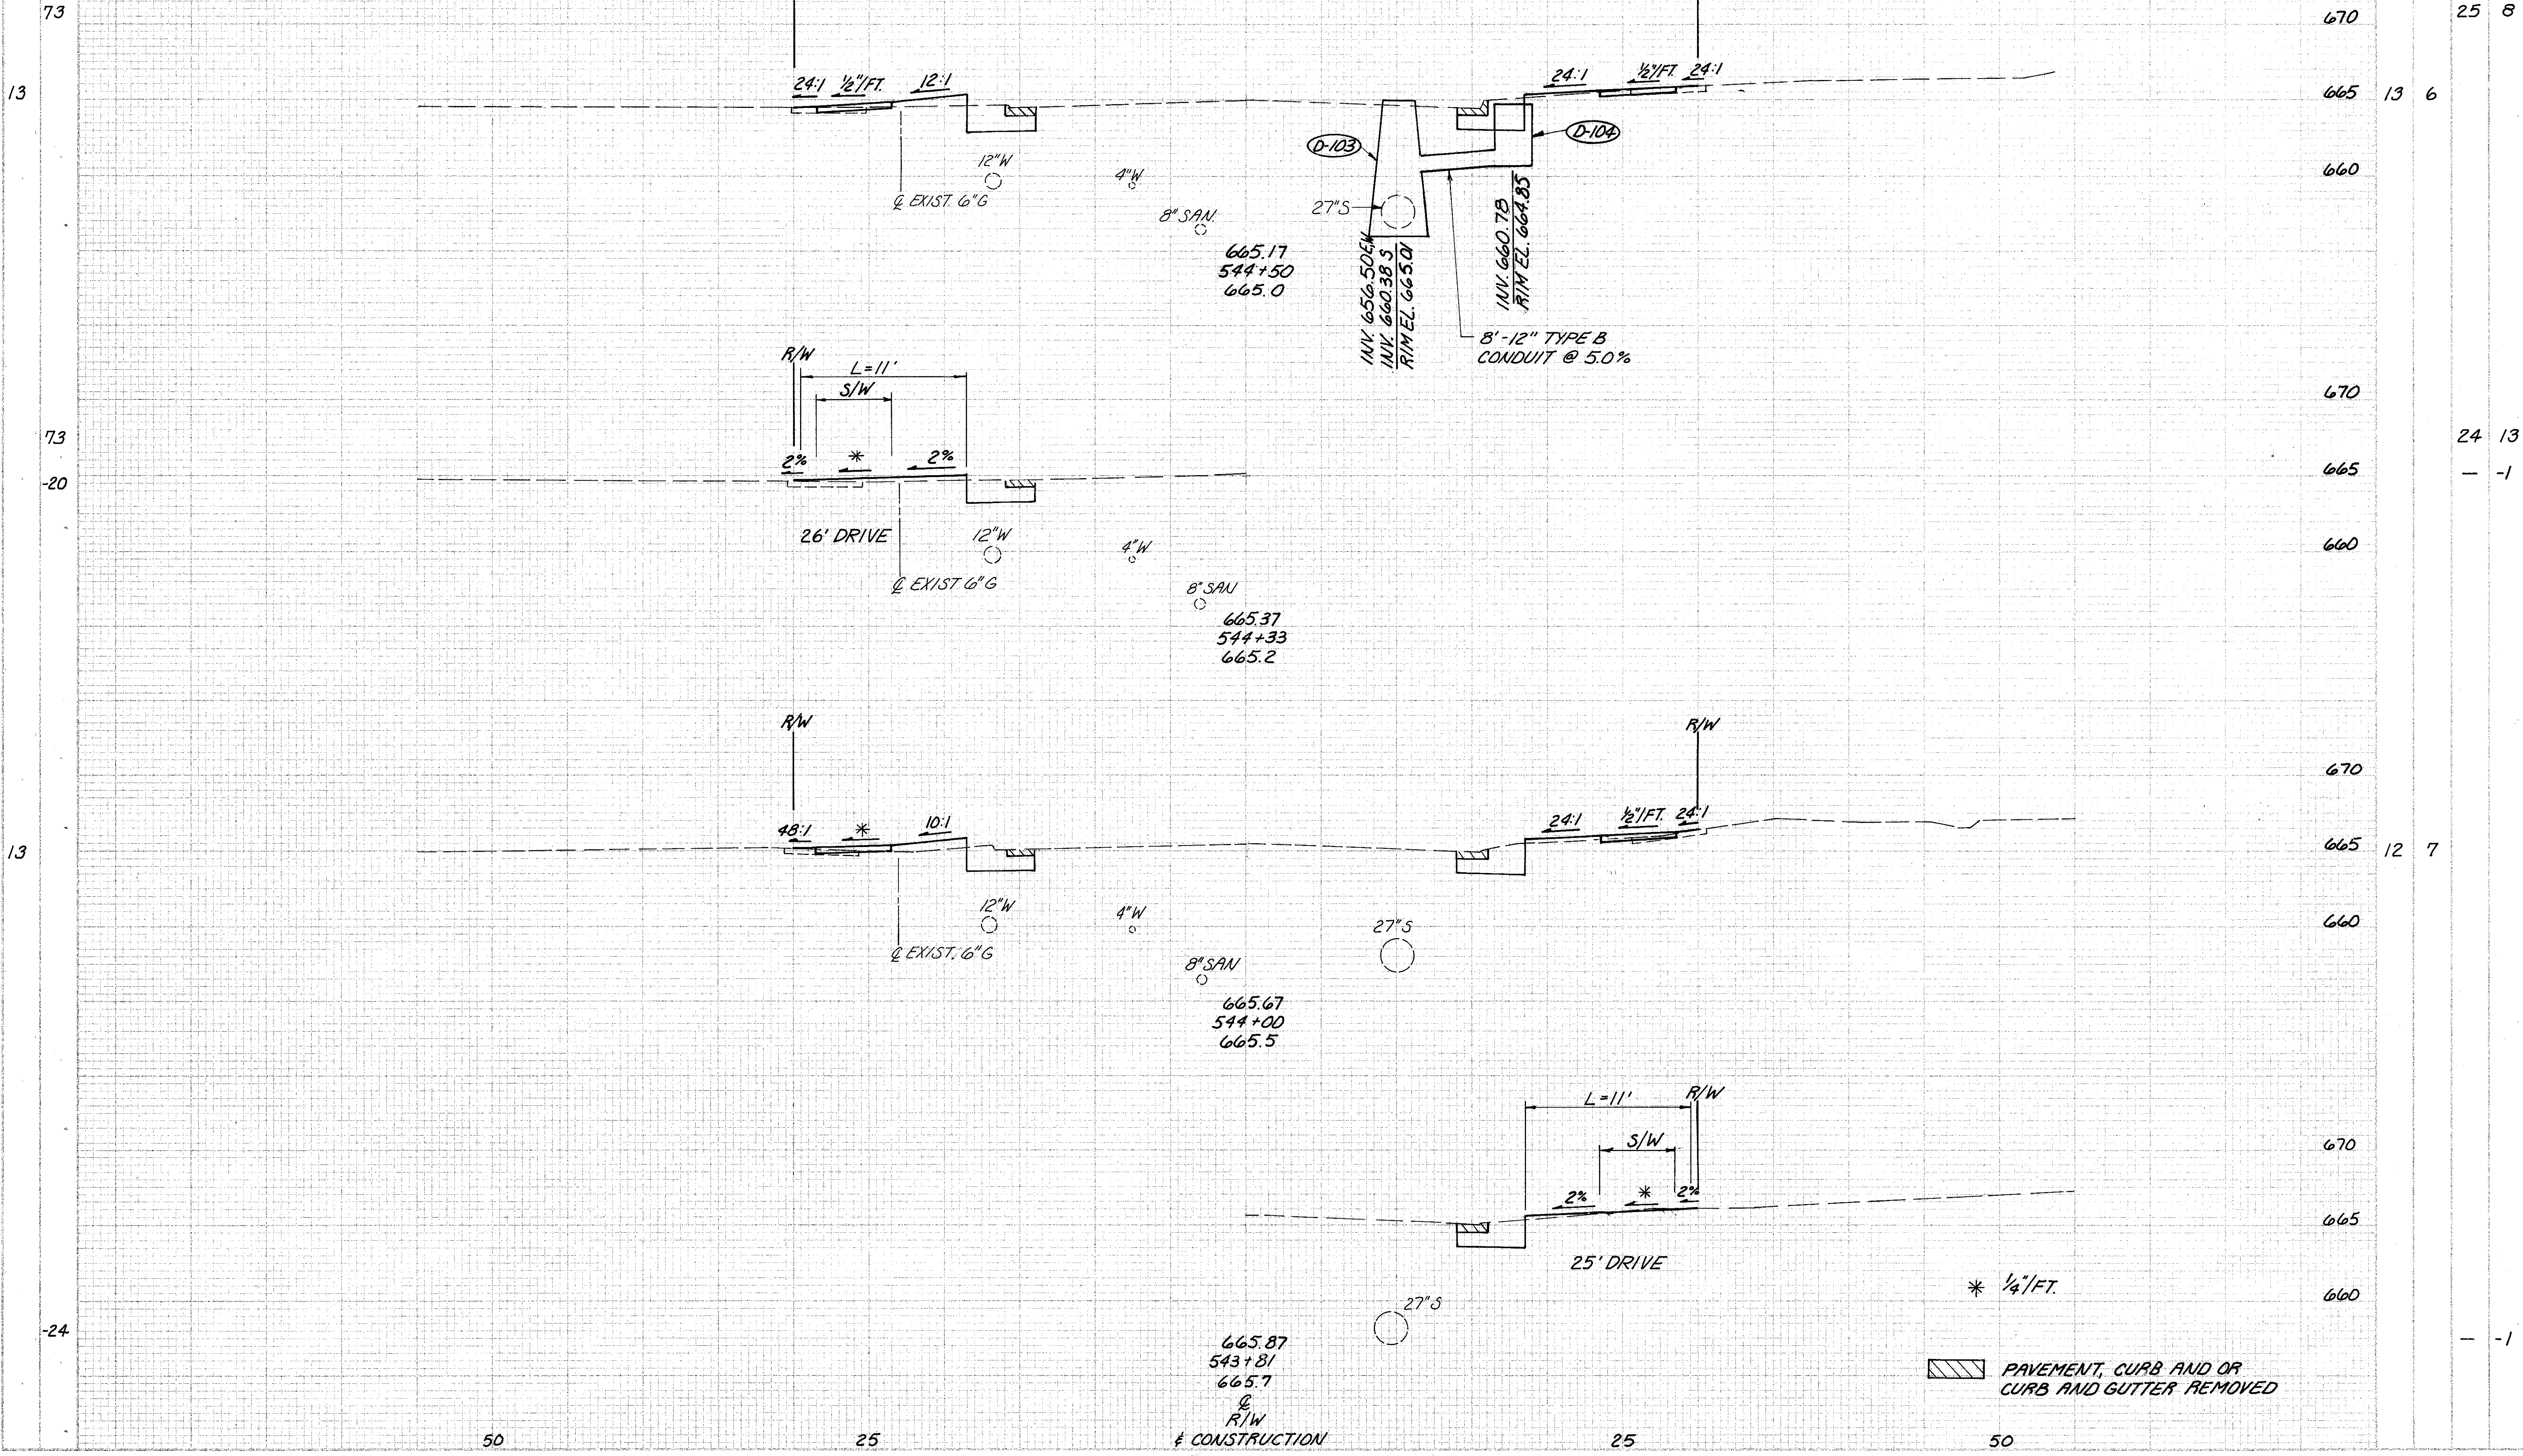 73
670
25 8
24:1 ½"/FT. 12:1
24:1 ½"/FT. 24:1
13
665
13 6
D-103
D-104
12"W
4"W
660
℄ EXIST. 6"G
8" SAN.
27"S
665.17
544+50
665.0
INV. 656.50E,W
INV. 660.38 S
RIM EL. 665.01
INV. 660.78
RIM EL. 664.85
8'-12" TYPE B
CONDUIT @ 5.0%
R/W
L=11'
S/W
670
73
24 13
2% * 2%
-20
665
— -1
26' DRIVE
12"W
4"W
660
℄ EXIST. 6"G
8" SAN
665.37
544+33
665.2
R/W
R/W
670
48:1 * 10:1
24:1 ½"/FT. 24:1
13
665
12 7
12"W
4"W
27"S
660
℄ EXIST. 6"G
8" SAN
665.67
544+00
665.5
L=11'
R/W
S/W
670
2% * 2%
665
25' DRIVE
* ¼"/FT.
660
27"S
-24
— -1
665.87
543+81
665.7
℄
R/W
PAVEMENT, CURB AND OR
CURB AND GUTTER REMOVED
50
25
& CONSTRUCTION
25
50